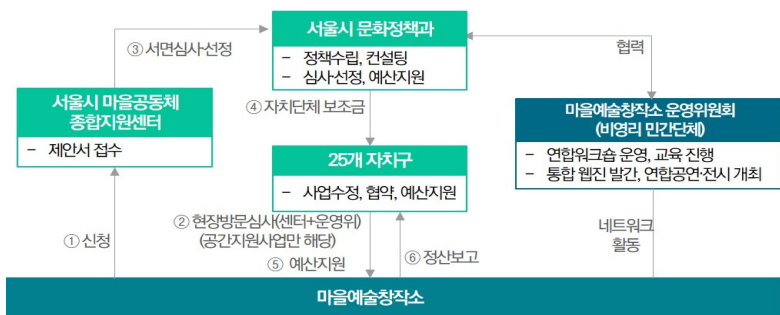 서울시 문화정책과
- 정책수립, 컨설팅
- 심사·선정, 예산지원
③ 서면심사·선정
협력
서울시 마을공동체
종합지원센터
- 제안서 접수
④ 자치단체 보조금
마을예술창작소 운영위원회
(비영리 민간단체)
- 연합워크숍 운영, 교육 진행
- 통합 웹진 발간, 연합공연·전시 개최
25개 자치구
- 사업수정, 협약, 예산지원
① 신청
② 현장방문심사(센터+운영위)
(공간지원사업만 해당)
⑤ 예산지원
⑥ 정산보고
네트워크
활동
마을예술창작소